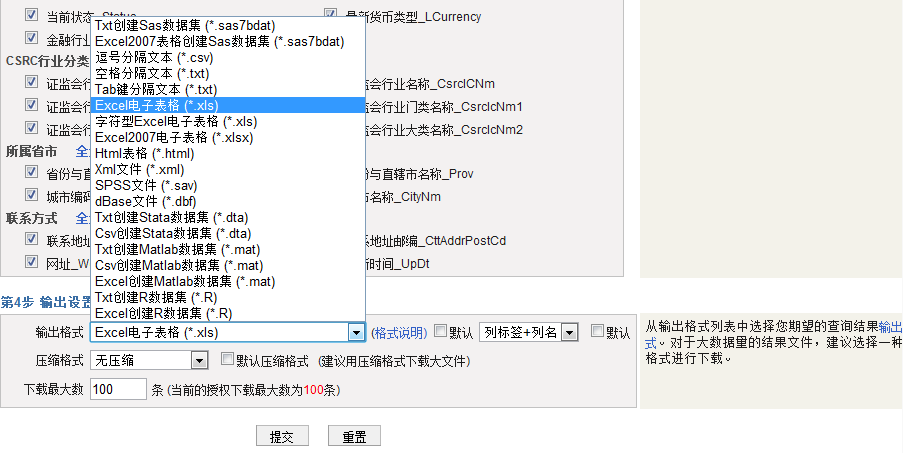 当前状态_Status
最新货币类型_LCurrency
金融行业
Txt创建Sas数据集 (*.sas7bdat)
Excel2007表格创建Sas数据集 (*.sas7bdat)
逗号分隔文本 (*.csv)
空格分隔文本 (*.txt)
Tab键分隔文本 (*.txt)
Excel电子表格 (*.xls)
字符型Excel电子表格 (*.xls)
Excel2007电子表格 (*.xlsx)
Html表格 (*.html)
Xml文件 (*.xml)
SPSS文件 (*.sav)
dBase文件 (*.dbf)
Txt创建Stata数据集 (*.dta)
Csv创建Stata数据集 (*.dta)
Txt创建Matlab数据集 (*.mat)
Csv创建Matlab数据集 (*.mat)
Excel创建Matlab数据集 (*.mat)
Txt创建R数据集 (*.R)
Excel创建R数据集 (*.R)
CSRC行业分类
证监会行
监会行业名称_CsrcIcNm
证监会行
监会行业门类名称_CsrcIcNm1
证监会行
监会行业大类名称_CsrcIcNm2
所属省市 全
省份与直
份与直辖市名称_Prov
城市编码
市名称_CityNm
联系方式 全
联系地址
系地址邮编_CttAddrPostCd
网址_W
新时间_UpDt
第4步 输出设置
输出格式 Excel电子表格 (*.xls) (格式说明) 默认 列标签+列名 默认
压缩格式 无压缩 默认压缩格式 (建议用压缩格式下载大文件)
下载最大数 100 条 (当前的授权下载最大数为100条)
从输出格式列表中选择您期望的查询结果输出
式。对于大数据量的结果文件，建议选择一种
格式进行下载。
提交 重置